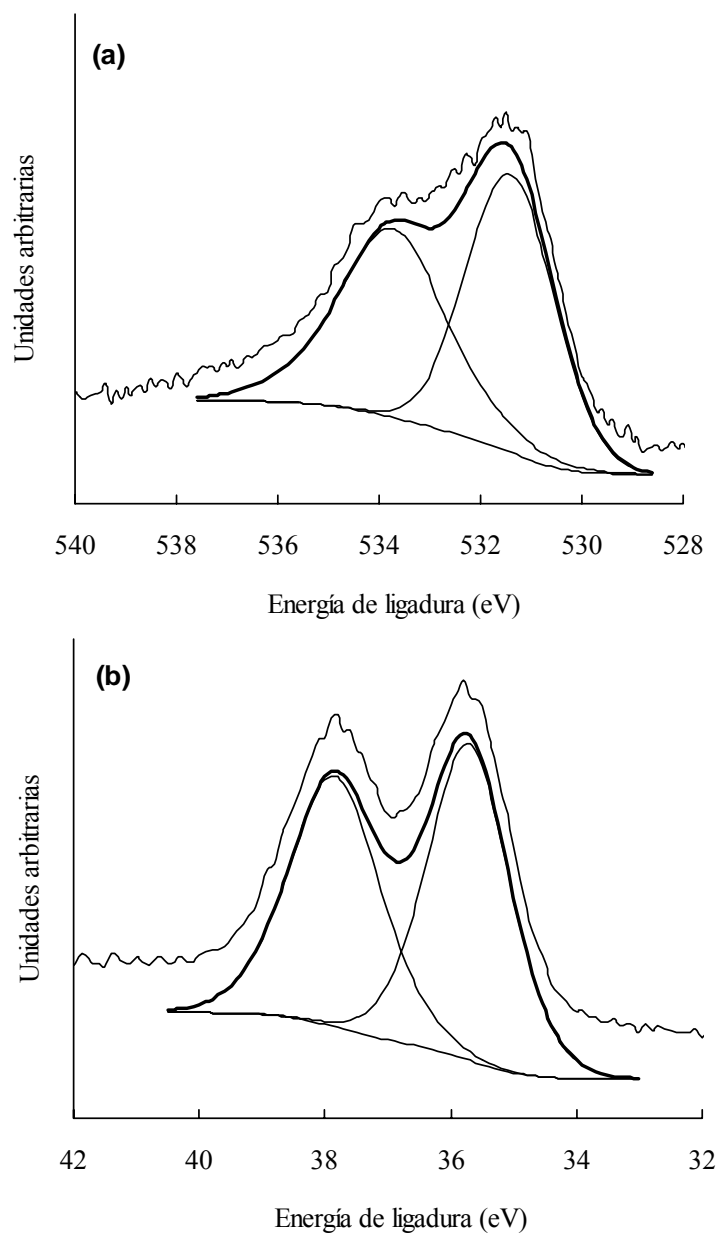 (a)
Unidades arbitrarias
540 538 536 534 532 530 528
Energía de ligadura (eV)
(b)
Unidades arbitrarias
42 40 38 36 34 32
Energía de ligadura (eV)